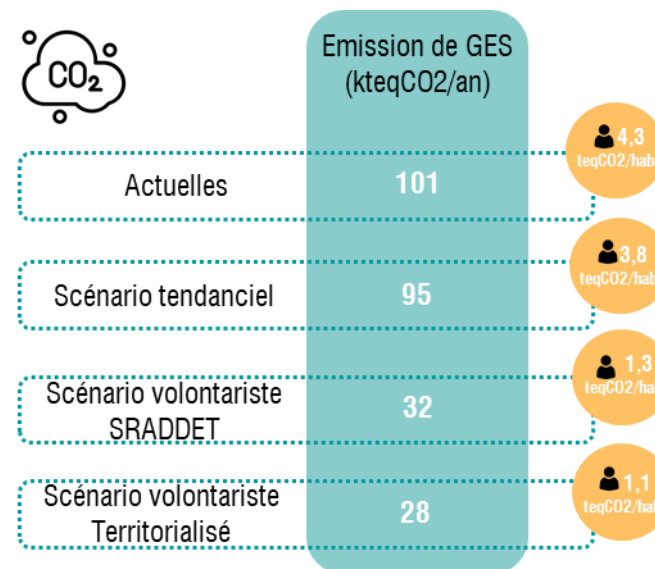 CO₂
Emission de GES
(kteqCO2/an)
4,3
teqCO2/hab
Actuelles
101
3,8
teqCO2/hab
Scénario tendanciel
95
1,3
teqCO2/ha
Scénario volontariste
SRADDET
32
1,1
teqCO2/hab
Scénario volontariste
Territorialisé
28